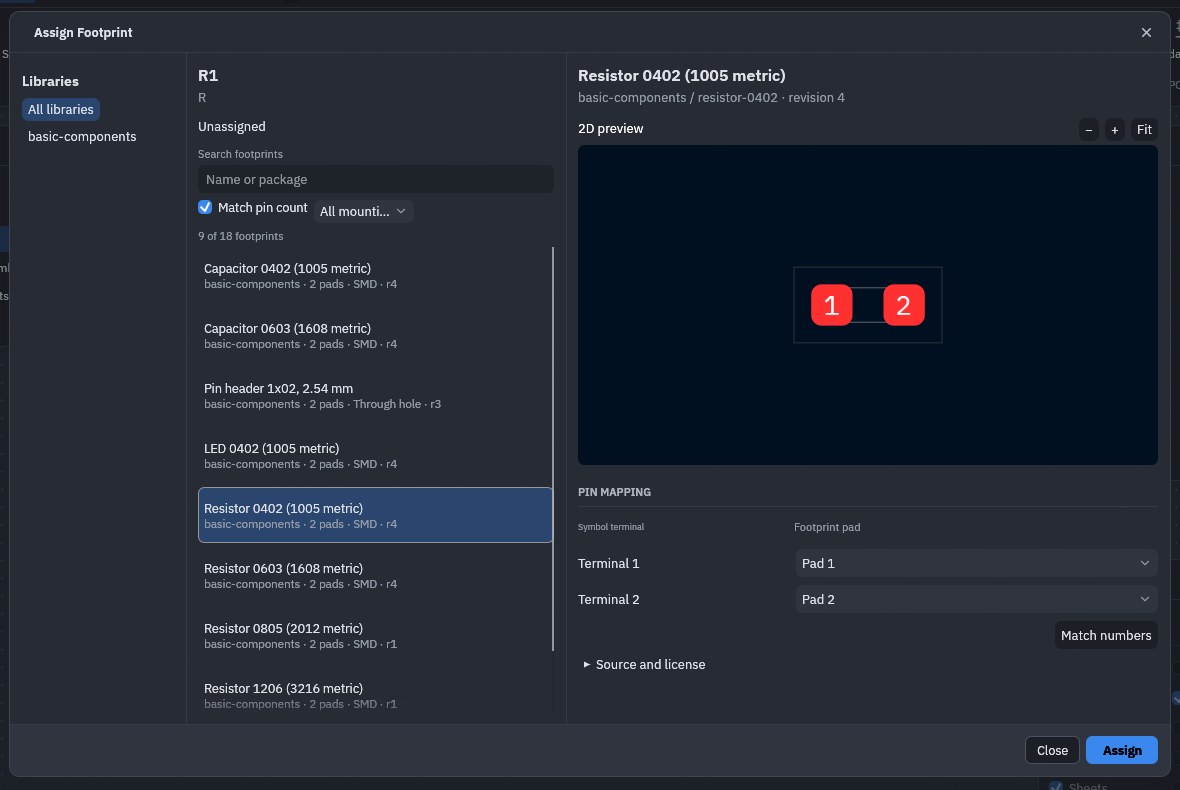 Assign Footprint
Libraries
All libraries
basic-components
R1
R
Unassigned
Search footprints
Name or package
Match pin count
All mounti...
9 of 18 footprints
Capacitor 0402 (1005 metric)
basic-components · 2 pads · SMD · r4
Capacitor 0603 (1608 metric)
basic-components · 2 pads · SMD · r4
Pin header 1x02, 2.54 mm
basic-components · 2 pads · Through hole · r3
LED 0402 (1005 metric)
basic-components · 2 pads · SMD · r4
Resistor 0402 (1005 metric)
basic-components · 2 pads · SMD · r4
Resistor 0603 (1608 metric)
basic-components · 2 pads · SMD · r4
Resistor 0805 (2012 metric)
basic-components · 2 pads · SMD · r1
Resistor 1206 (3216 metric)
basic-components · 2 pads · SMD · r1
Resistor 0402 (1005 metric)
basic-components / resistor-0402 · revision 4
2D preview
− + Fit
1 2
PIN MAPPING
Symbol terminal Footprint pad
Terminal 1 Pad 1
Terminal 2 Pad 2
Match numbers
Source and license
Close Assign
Sheets